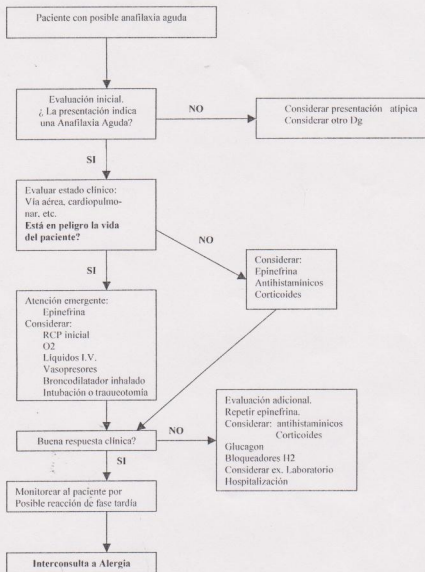 Paciente con posible anafilaxia aguda
Evaluación inicial.
¿ La presentación indica
una Anafilaxia Aguda?
NO
Considerar presentación atípica
Considerar otro Dg
SI
Evaluar estado clínico:
Vía aérea, cardiopulmo-
nar, etc.
Está en peligro la vida
del paciente?
NO
Considerar:
Epinefrina
Antihistamínicos
Corticoides
SI
Atención emergente:
Epinefrina
Considerar:
RCP inicial
O2
Líquidos I.V.
Vasopresores
Broncodilatador inhalado
Intubación o traqueotomía
Buena respuesta clínica?
NO
Evaluación adicional.
Repetir epinefrina.
Considerar: antihistamínicos
Corticoides
Glucagon
Bloqueadores H2
Considerar ex. Laboratorio
Hospitalización
SI
Monitorear al paciente por
Posible reacción de fase tardía
Interconsulta a Alergia